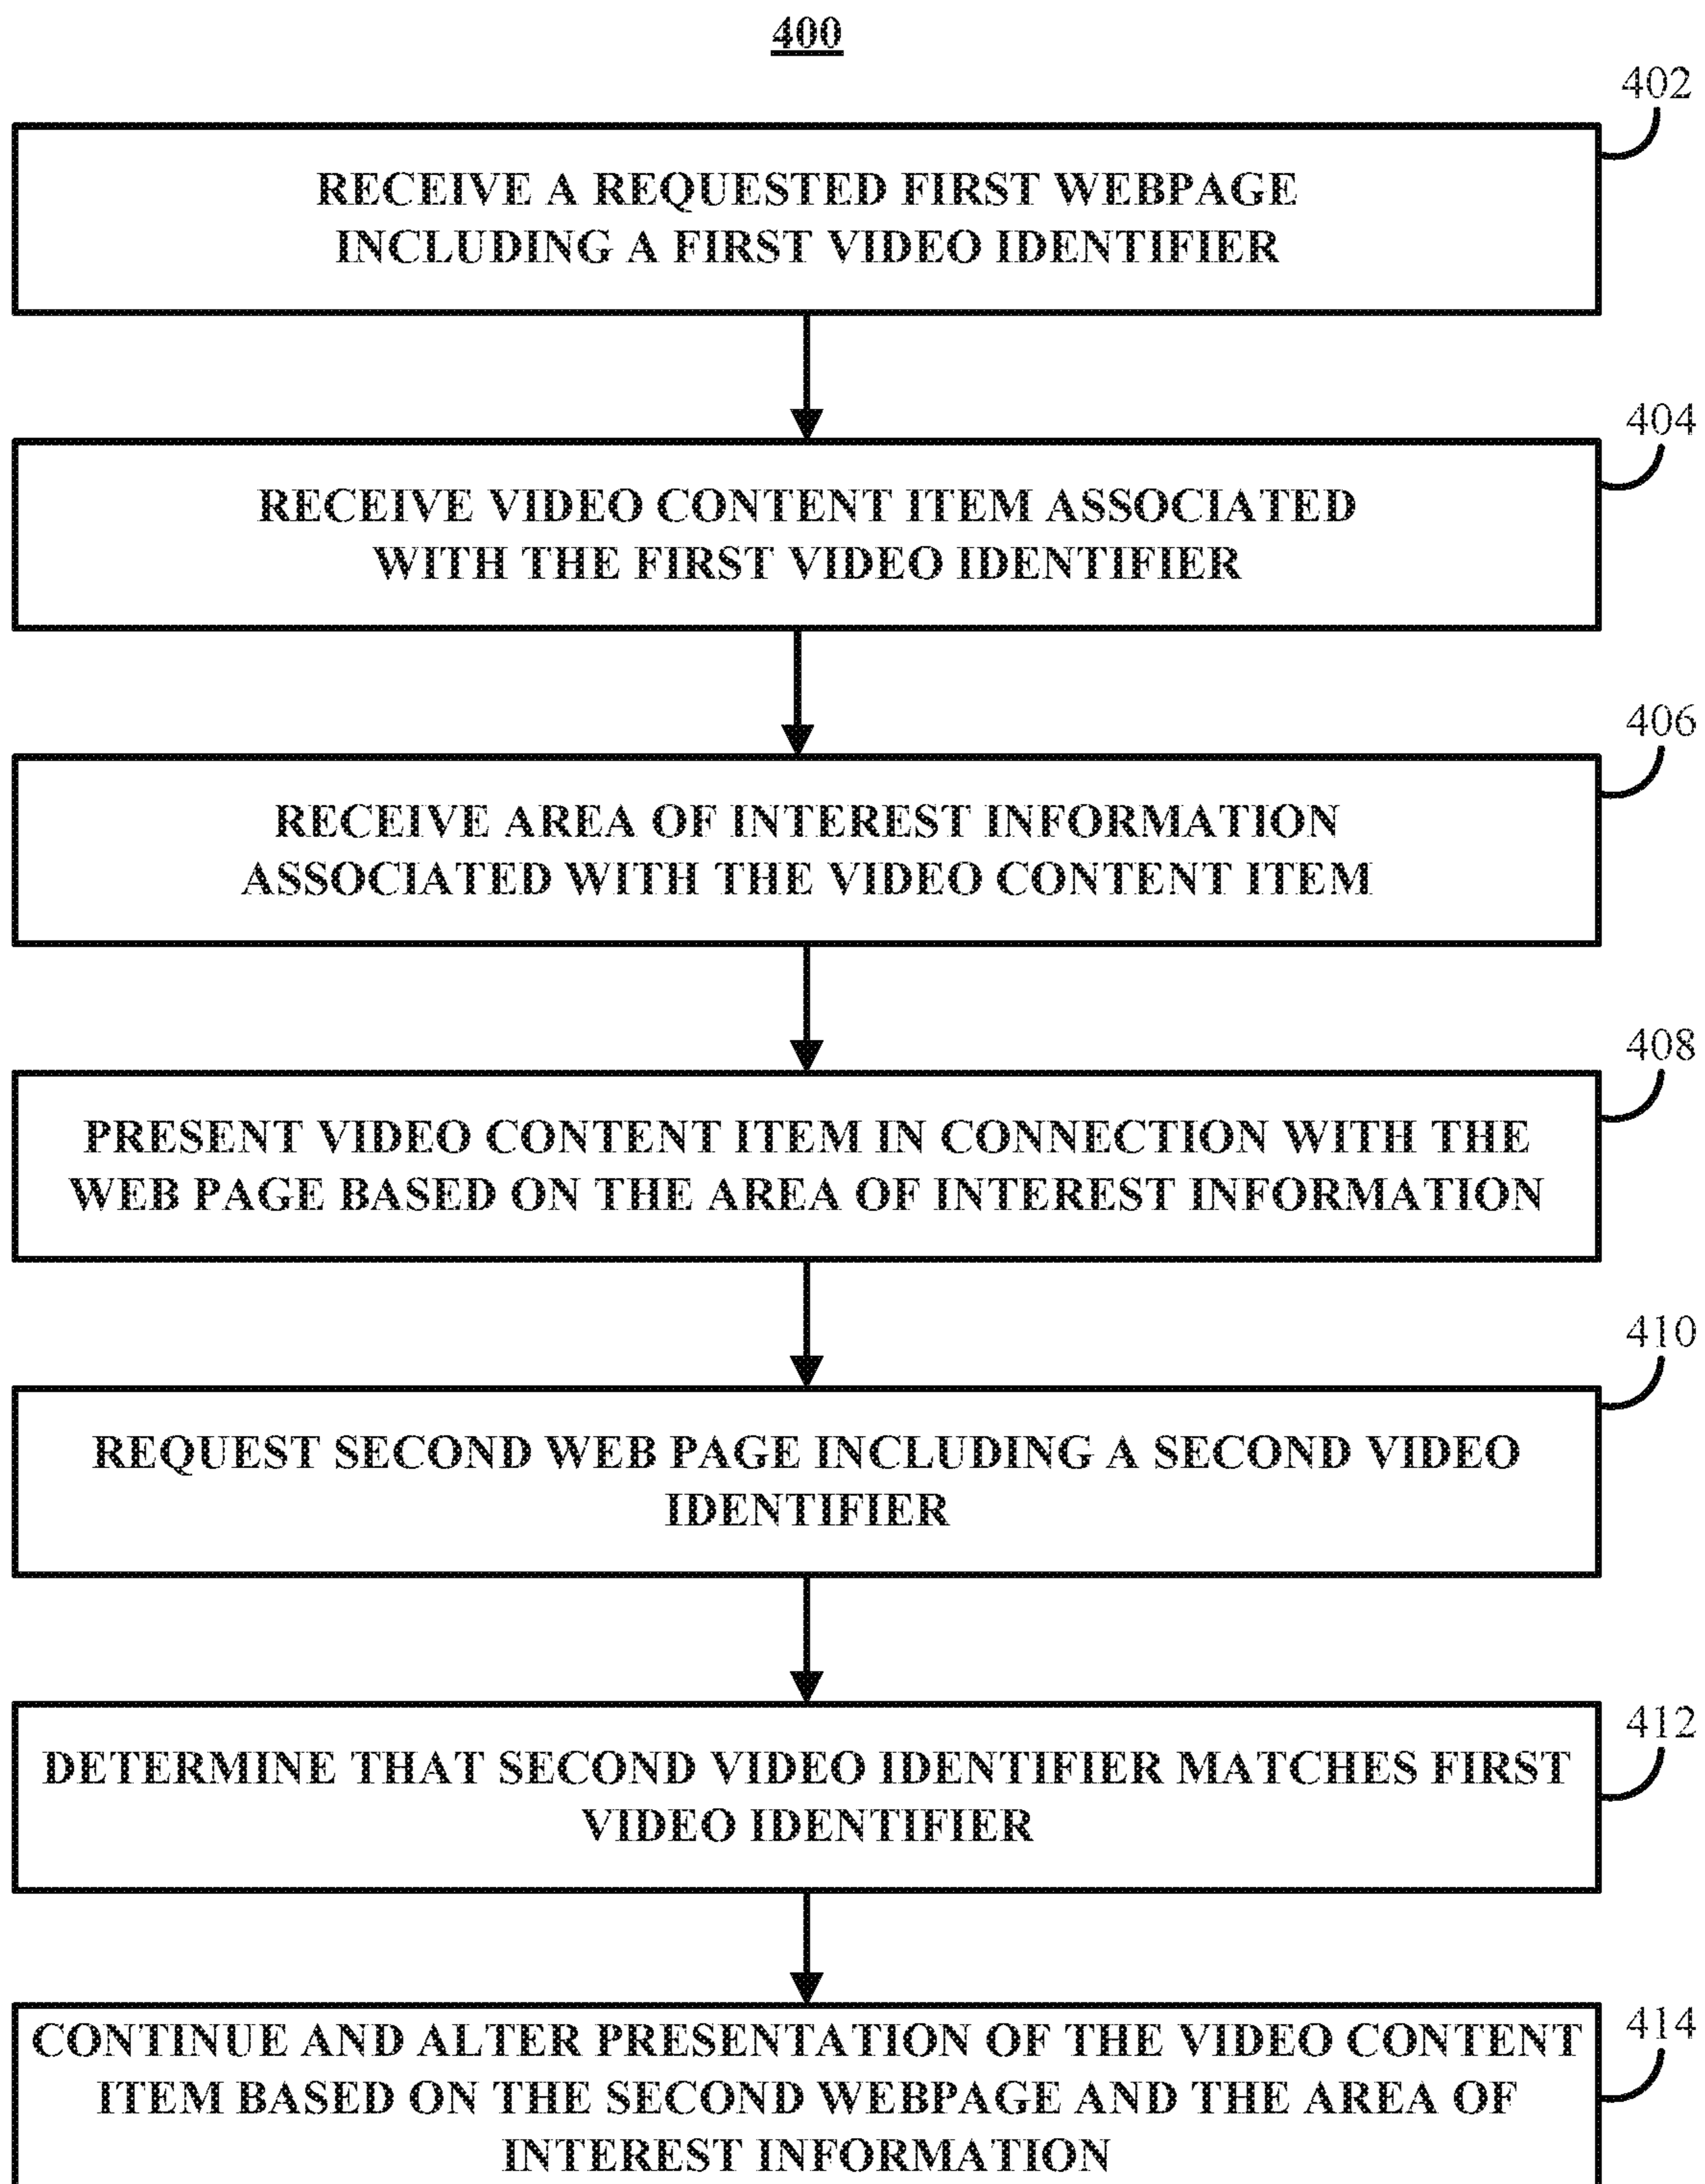 400
402
RECEIVE A REQUESTED FIRST WEBPAGE
INCLUDING A FIRST VIDEO IDENTIFIER
404
RECEIVE VIDEO CONTENT ITEM ASSOCIATED
WITH THE FIRST VIDEO IDENTIFIER
406
RECEIVE AREA OF INTEREST INFORMATION
ASSOCIATED WITH THE VIDEO CONTENT ITEM
408
PRESENT VIDEO CONTENT ITEM IN CONNECTION WITH THE
WEB PAGE BASED ON THE AREA OF INTEREST INFORMATION
410
REQUEST SECOND WEB PAGE INCLUDING A SECOND VIDEO
IDENTIFIER
412
DETERMINE THAT SECOND VIDEO IDENTIFIER MATCHES FIRST
VIDEO IDENTIFIER
414
CONTINUE AND ALTER PRESENTATION OF THE VIDEO CONTENT
ITEM BASED ON THE SECOND WEBPAGE AND THE AREA OF
INTEREST INFORMATION